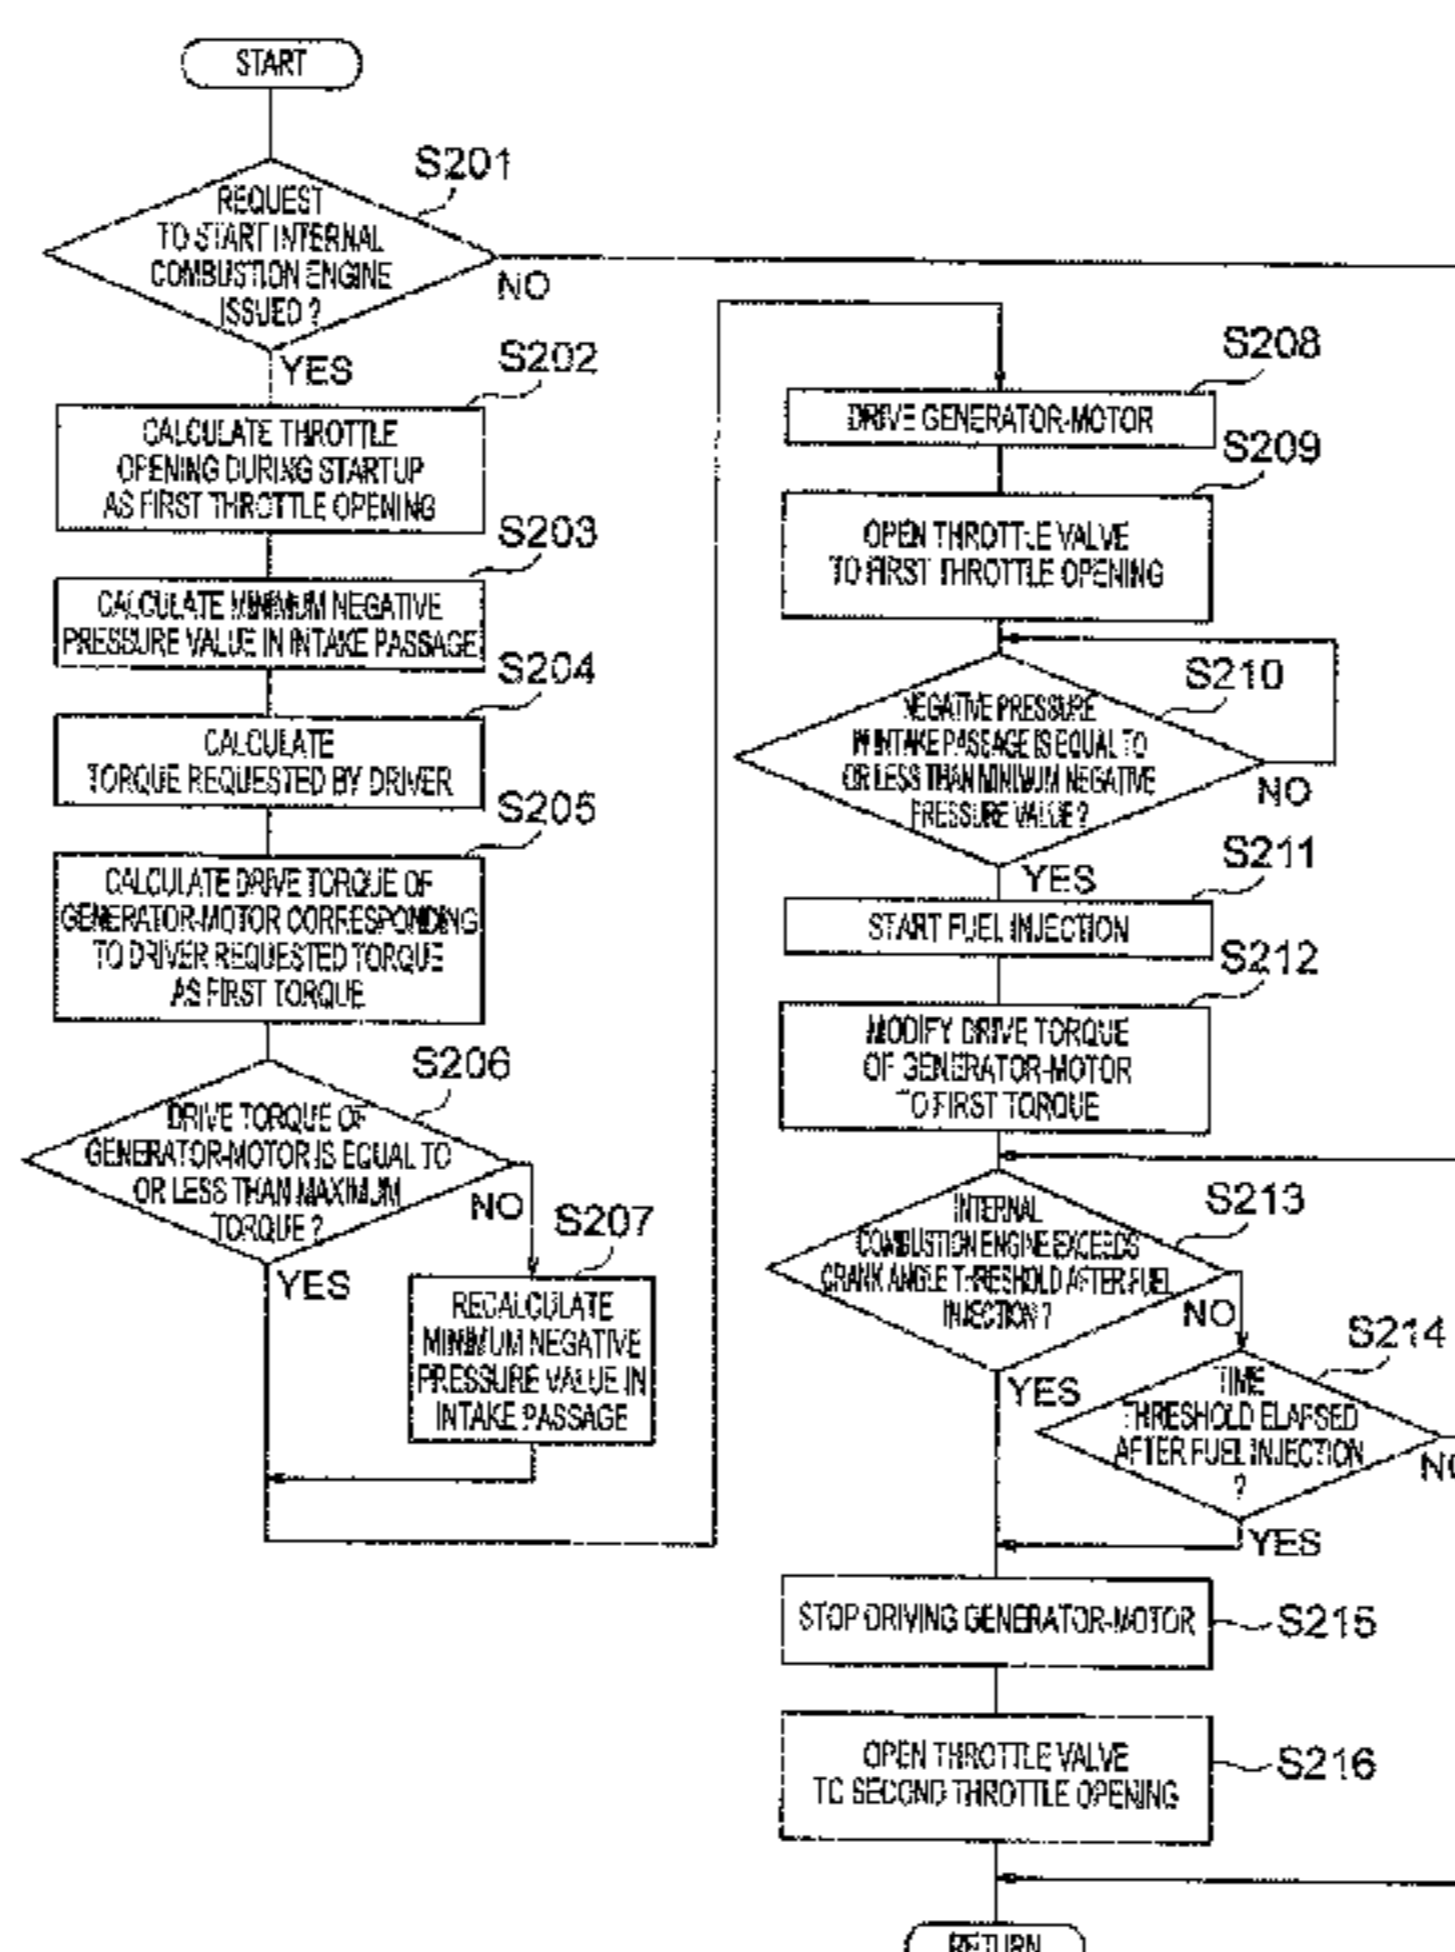 START
S201
REQUEST
TO START INTERNAL
COMBUSTION ENGINE
ISSUED ?
NO
YES
S202
CALCULATE THROTTLE
OPENING DURING STARTUP
AS FIRST THROTTLE OPENING
S203
CALCULATE MINIMUM NEGATIVE
PRESSURE VALUE IN INTAKE PASSAGE
S204
CALCULATE
TORQUE REQUESTED BY DRIVER
S205
CALCULATE DRIVE TORQUE OF
GENERATOR-MOTOR CORRESPONDING
TO DRIVER REQUESTED TORQUE
AS FIRST TORQUE
S206
DRIVE TORQUE OF
GENERATOR-MOTOR IS EQUAL TO
OR LESS THAN MAXIMUM
TORQUE ?
NO
YES
S207
RECALCULATE
MINIMUM NEGATIVE
PRESSURE VALUE IN
INTAKE PASSAGE
S208
DRIVE GENERATOR-MOTOR
S209
OPEN THROTTLE VALVE
TO FIRST THROTTLE OPENING
S210
NEGATIVE PRESSURE
IN INTAKE PASSAGE IS EQUAL TO
OR LESS THAN MINIMUM NEGATIVE
PRESSURE VALUE ?
NO
YES
S211
START FUEL INJECTION
S212
MODIFY DRIVE TORQUE
OF GENERATOR-MOTOR
TO FIRST TORQUE
S213
INTERNAL
COMBUSTION ENGINE EXCEEDS
CRANK ANGLE THRESHOLD AFTER FUEL
INJECTION ?
NO
YES
S214
TIME
THRESHOLD ELAPSED
AFTER FUEL INJECTION
?
NO
YES
STOP DRIVING GENERATOR-MOTOR
S215
OPEN THROTTLE VALVE
TO SECOND THROTTLE OPENING
S216
RETURN